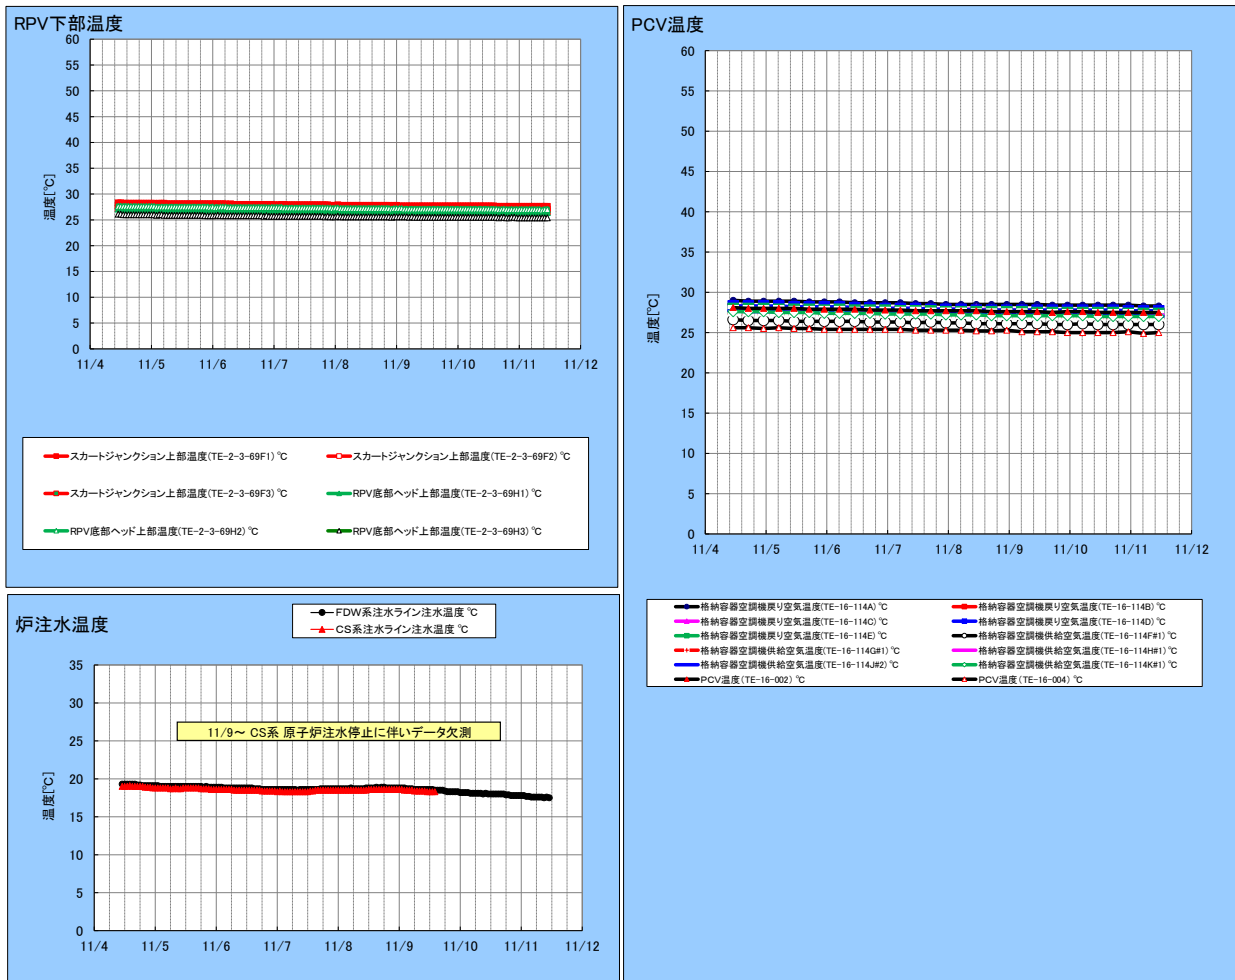 RPV下部温度
60
55
50
45
40
35
30
25
20
15
10
5
0
温度[℃]
11/4 11/5 11/6 11/7 11/8 11/9 11/10 11/11 11/12
スカートジャンクション上部温度(TE-2-3-69F1) ℃ スカートジャンクション上部温度(TE-2-3-69F2) ℃
スカートジャンクション上部温度(TE-2-3-69F3) ℃ RPV底部ヘッド上部温度(TE-2-3-69H1) ℃
RPV底部ヘッド上部温度(TE-2-3-69H2) ℃ RPV底部ヘッド上部温度(TE-2-3-69H3) ℃
PCV温度
60
55
50
45
40
35
30
25
20
15
10
5
0
温度[℃]
11/4 11/5 11/6 11/7 11/8 11/9 11/10 11/11 11/12
格納容器空調機戻り空気温度(TE-16-114A) ℃ 格納容器空調機戻り空気温度(TE-16-114B) ℃
格納容器空調機戻り空気温度(TE-16-114C) ℃ 格納容器空調機戻り空気温度(TE-16-114D) ℃
格納容器空調機戻り空気温度(TE-16-114E) ℃ 格納容器空調機供給空気温度(TE-16-114F#1) ℃
格納容器空調機供給空気温度(TE-16-114G#1) ℃ 格納容器空調機供給空気温度(TE-16-114H#1) ℃
格納容器空調機供給空気温度(TE-16-114J#2) ℃ 格納容器空調機供給空気温度(TE-16-114K#1) ℃
PCV温度(TE-16-002) ℃ PCV温度(TE-16-004) ℃
炉注水温度
FDW系注水ライン注水温度 ℃
CS系注水ライン注水温度 ℃
35
30
25
20
15
10
5
0
温度[℃]
11/9～ CS系 原子炉注水停止に伴いデータ欠測
11/4 11/5 11/6 11/7 11/8 11/9 11/10 11/11 11/12